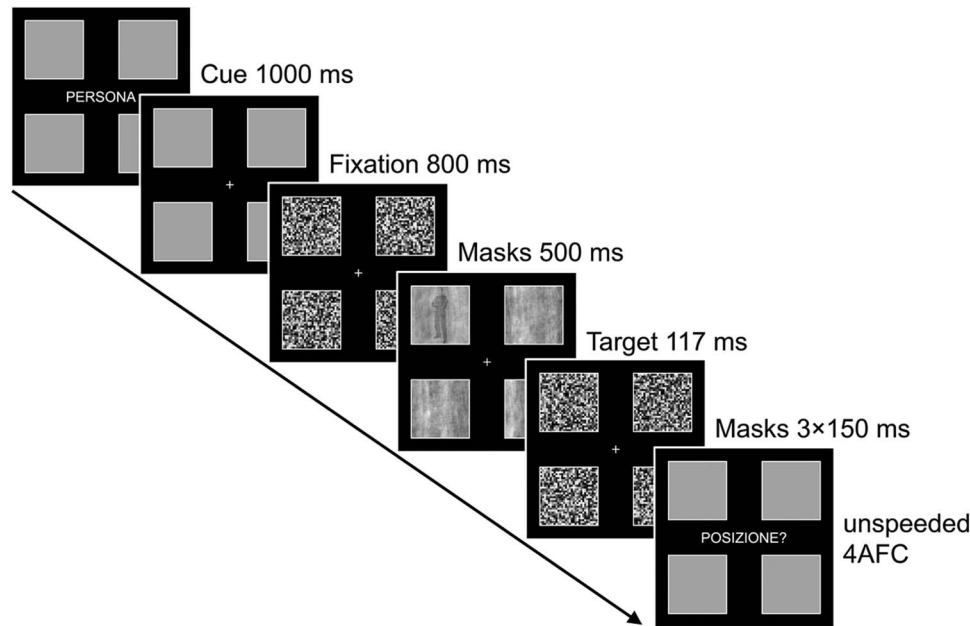 PERSONA
Cue 1000 ms
Fixation 800 ms
Masks 500 ms
Target 117 ms
Masks 3×150 ms
POSIZIONE?
unspeeded
4AFC